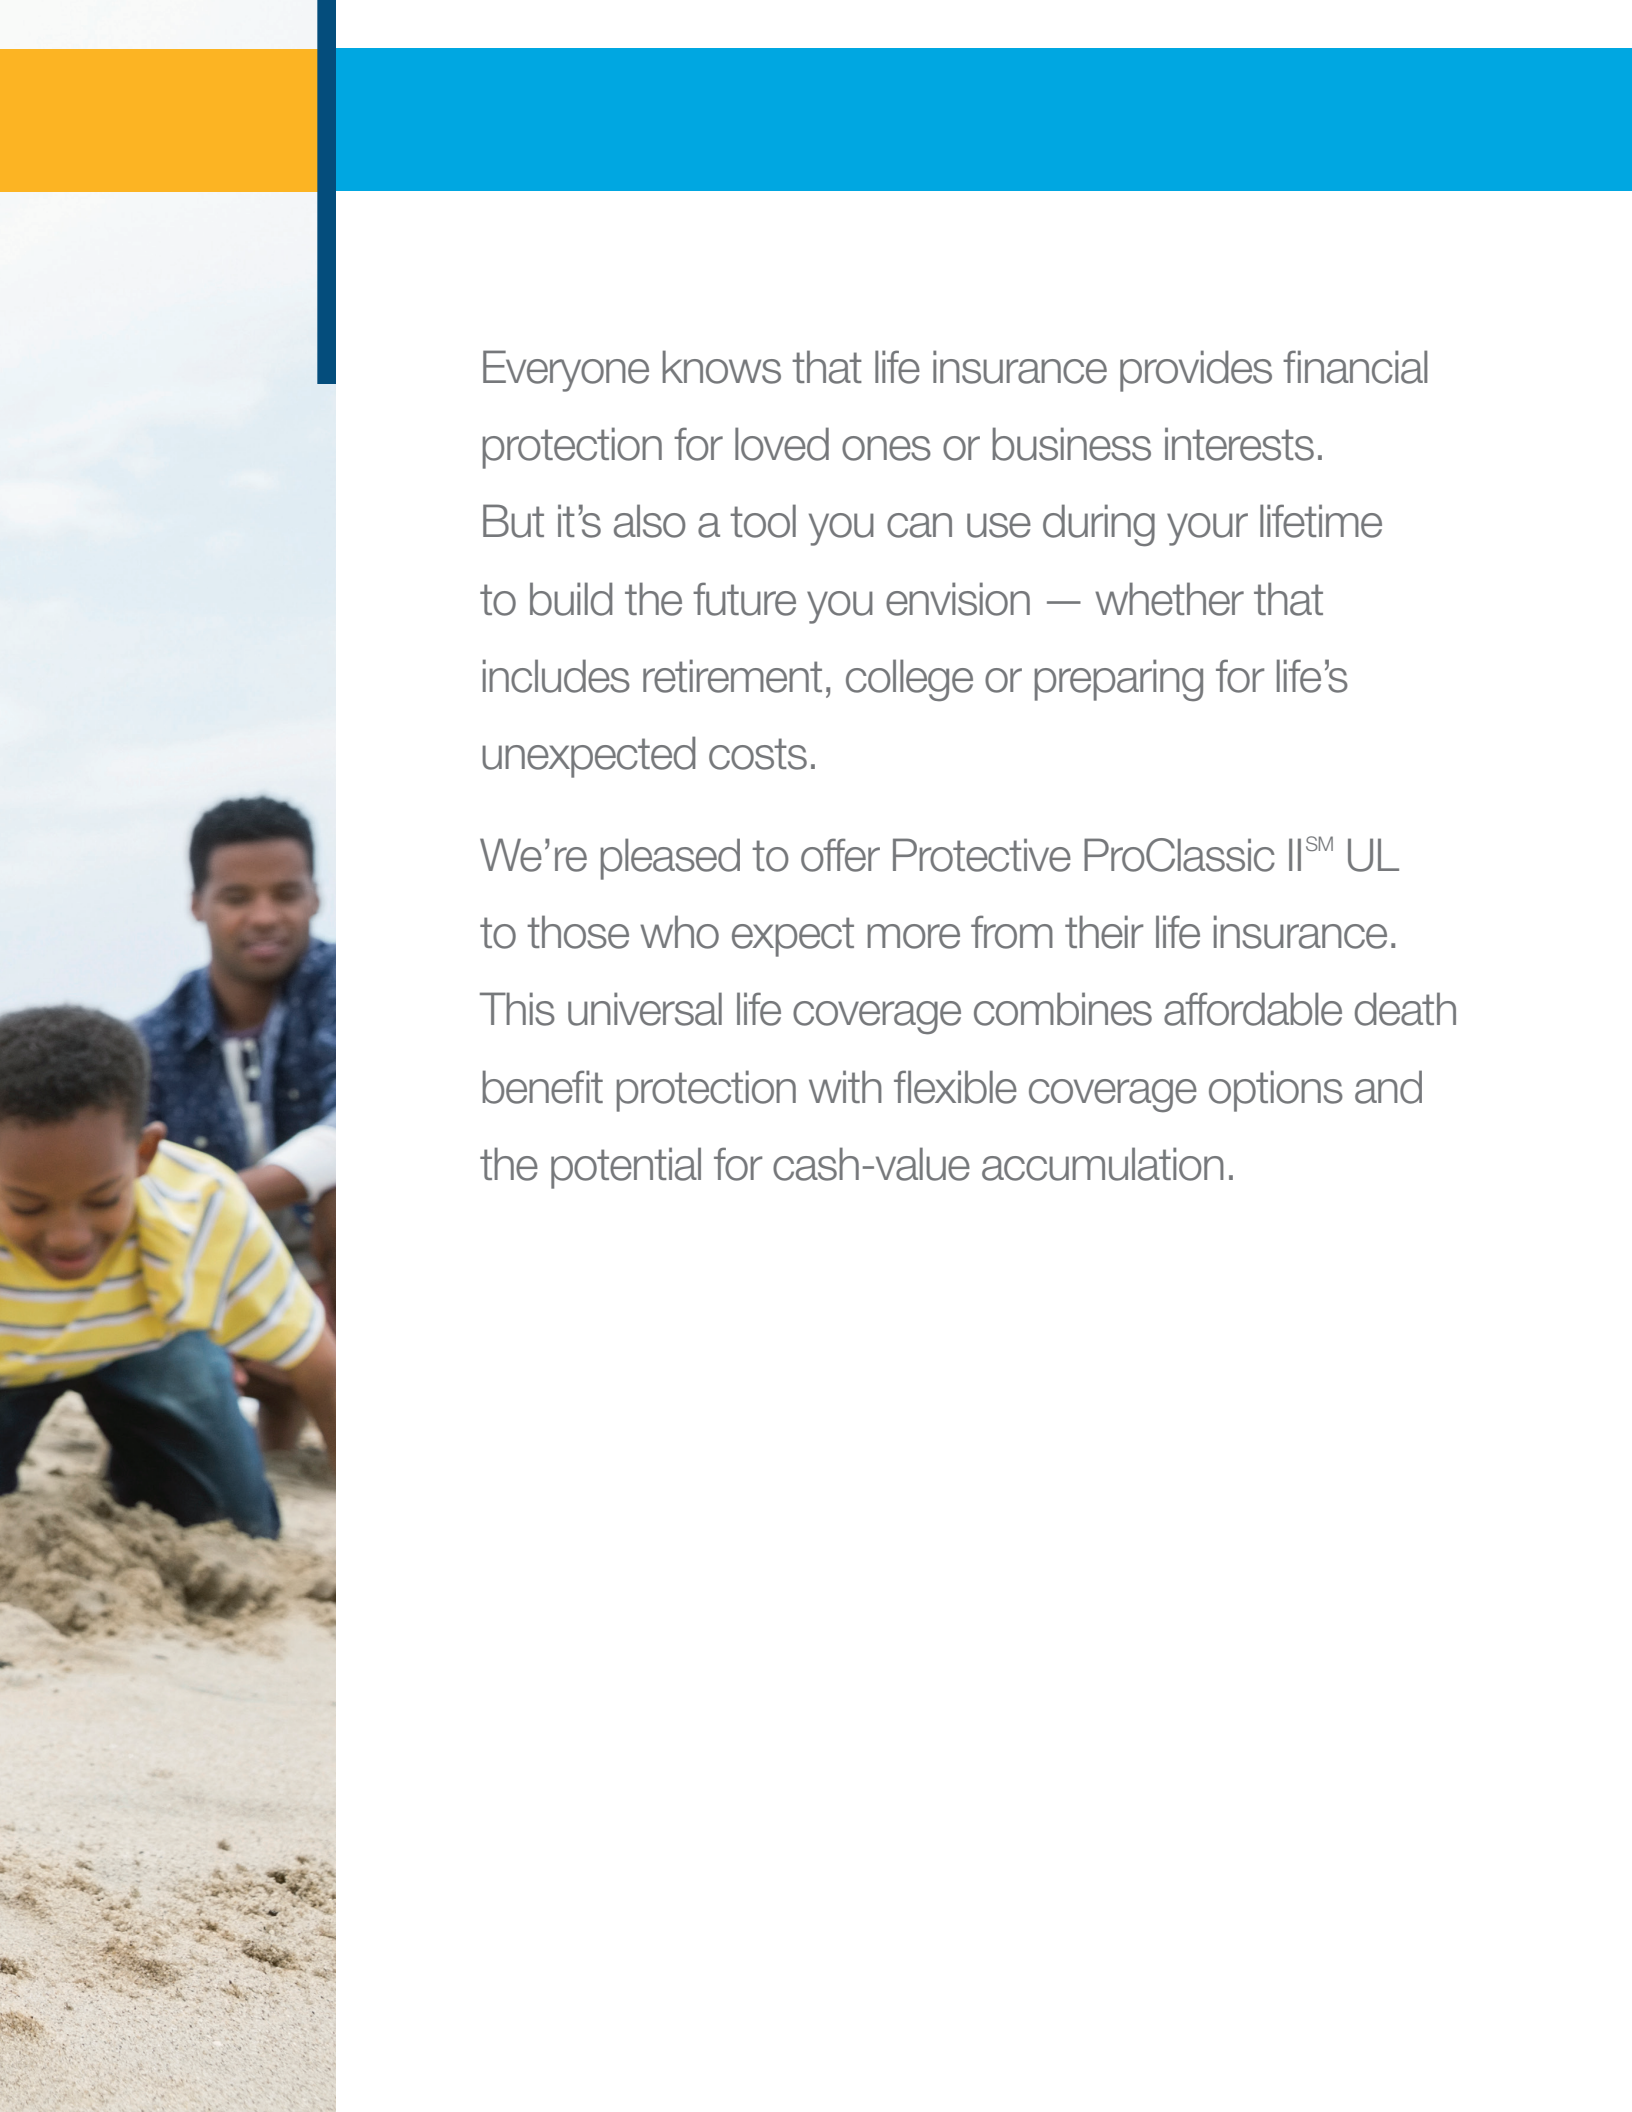 Everyone knows that life insurance provides financial
protection for loved ones or business interests.
But it’s also a tool you can use during your lifetime
to build the future you envision — whether that
includes retirement, college or preparing for life’s
unexpected costs.
We’re pleased to offer Protective ProClassic II℠ UL
to those who expect more from their life insurance.
This universal life coverage combines affordable death
benefit protection with flexible coverage options and
the potential for cash-value accumulation.